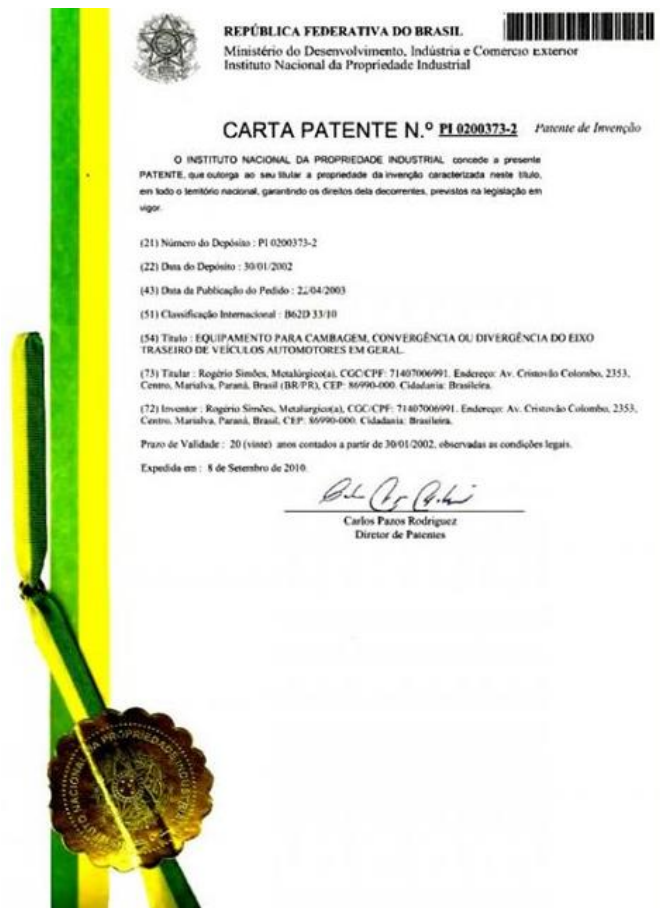 REPÚBLICA FEDERATIVA DO BRASIL
Ministério do Desenvolvimento, Indústria e Comércio Exterior
Instituto Nacional da Propriedade Industrial
CARTA PATENTE N.º PI 0200373-2 Patente de Invenção
O INSTITUTO NACIONAL DA PROPRIEDADE INDUSTRIAL concede a presente
PATENTE, que outorga ao seu titular a propriedade da invenção caracterizada neste título,
em todo o território nacional, garantindo os direitos dela decorrentes, previstos na legislação em
vigor.
(21) Número do Depósito : PI 0200373-2
(22) Data do Depósito : 30/01/2002
(43) Data de Publicação do Pedido : 22/04/2003
(51) Classificação Internacional : B62D 33/10
(54) Título : EQUIPAMENTO PARA CAMBAGEM, CONVERGÊNCIA OU DIVERGÊNCIA DO EIXO
TRASEIRO DE VEÍCULOS AUTOMOTORES EM GERAL.
(73) Titular : Rogério Simões, Metalúrgico(a), CGC/CPF: 71407006991. Endereço: Av. Cristovão Colombo, 2353,
Centro, Marialva, Paraná, Brasil (BR/PR), CEP: 86990-000. Cidadania: Brasileira.
(72) Inventor : Rogério Simões, Metalúrgico(a), CGC/CPF: 71407006991. Endereço: Av. Cristovão Colombo, 2353,
Centro, Marialva, Paraná, Brasil, CEP: 86990-000. Cidadania: Brasileira.
Prazo de Validade : 20 (vinte) anos contados a partir de 30/01/2002, observadas as condições legais.
Expedida em : 8 de Setembro de 2010.
Carlos Pazos Rodriguez
Diretor de Patentes
NACIONAL DA PROPRIEDADE INDUSTRIAL